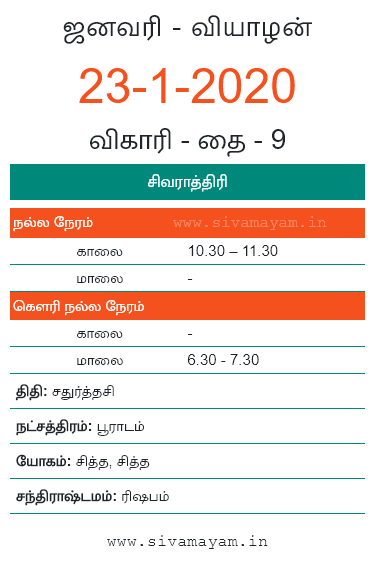 ஜனவரி - வியாழன்
23-1-2020
விகாரி - தை - 9
சிவராத்திரி
நல்ல நேரம் www.sivamayam.in
காலை 10.30 – 11.30
மாலை -
கௌரி நல்ல நேரம்
காலை -
மாலை 6.30 - 7.30
திதி: சதுர்த்தசி
நட்சத்திரம்: பூராடம்
யோகம்: சித்த, சித்த
சந்திராஷ்டமம்: ரிஷபம்
www.sivamayam.in